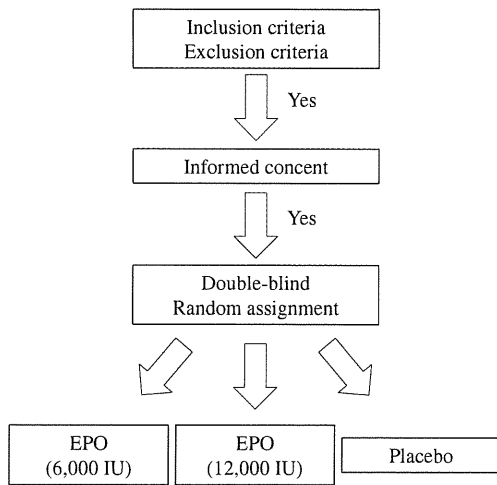 Inclusion criteria
Exclusion criteria
Yes
Informed concent
Yes
Double-blind
Random assignment
EPO
(6,000 IU)
EPO
(12,000 IU)
Placebo